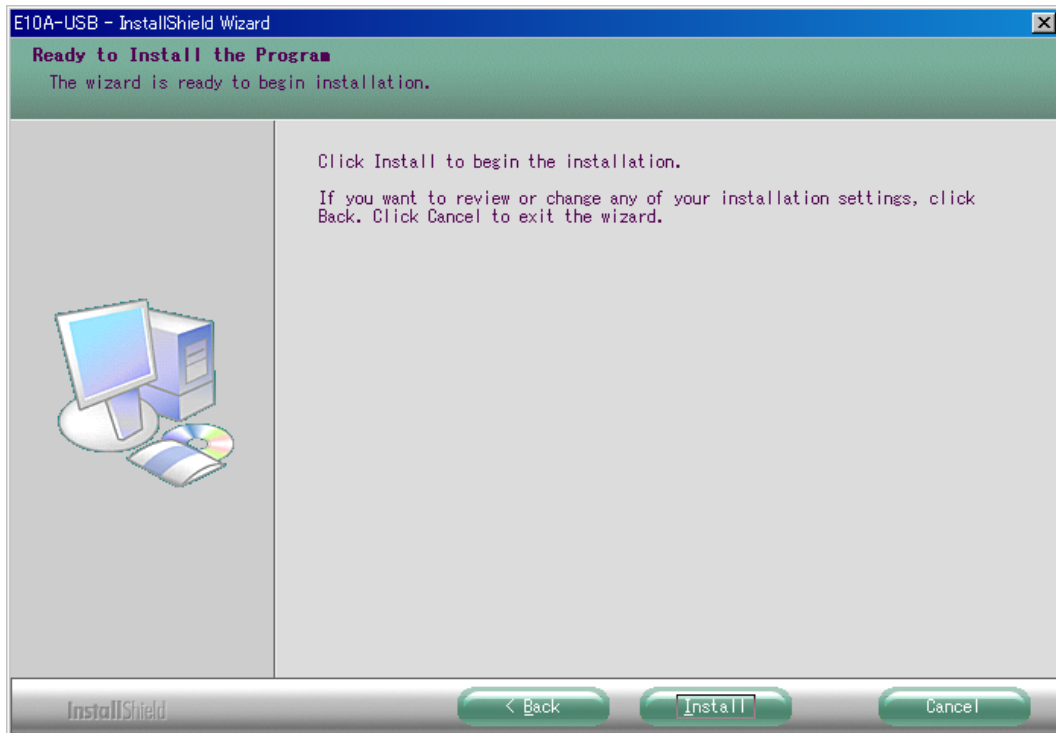 E10A-USB - InstallShield Wizard
Ready to Install the Program
The wizard is ready to begin installation.
Click Install to begin the installation.
If you want to review or change any of your installation settings, click
Back. Click Cancel to exit the wizard.
InstallShield
< Back
Install
Cancel